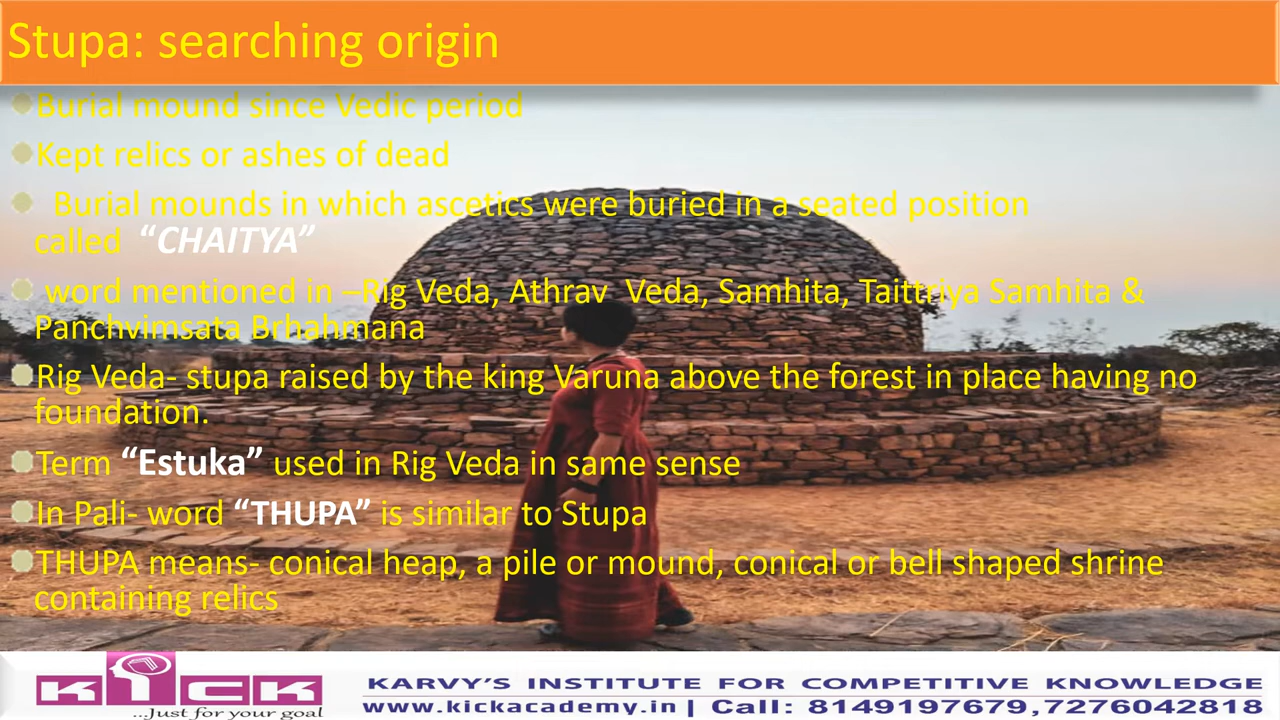 Stupa: searching origin
Burial mound since Vedic period
Kept relics or ashes of dead
Burial mounds in which ascetics were buried in a seated position
called “CHAITYA”
word mentioned in –Rig Veda, Athrav Veda, Samhita, Taittriya Samhita &
Panchvimsata Brhahmana
Rig Veda- stupa raised by the king Varuna above the forest in place having no
foundation.
Term “Estuka” used in Rig Veda in same sense
In Pali- word “THUPA” is similar to Stupa
THUPA means- conical heap, a pile or mound, conical or bell shaped shrine
containing relics
KICK
...Just for your goal
KARVY'S INSTITUTE FOR COMPETITIVE KNOWLEDGE
www.kickacademy.in | Call: 8149197679,7276042818